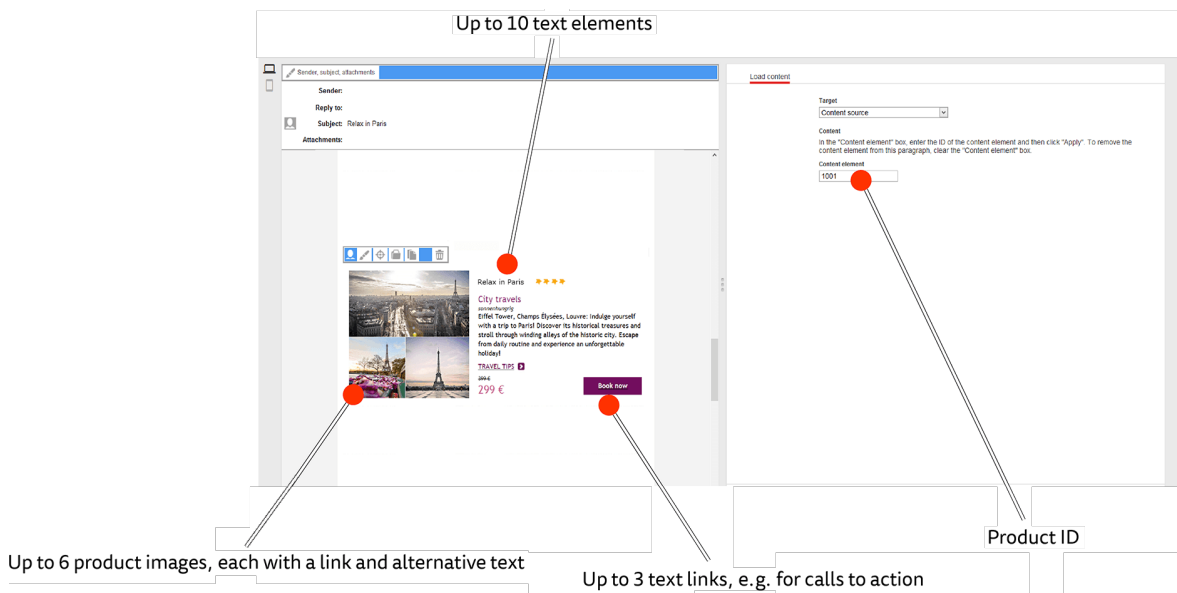 Up to 10 text elements
Sender, subject, attachments
Sender:
Reply to:
Subject: Relax in Paris
Attachments:
Load content
Target
Content source
Content
In the "Content element" box, enter the ID of the content element and then click "Apply". To remove the
content element from this paragraph, clear the "Content element" box.
Content element
1001
Relax in Paris
City travels
sonnenhungrig
Eiffel Tower, Champs Élysées, Louvre: Indulge yourself
with a trip to Paris! Discover its historical treasures and
stroll through winding alleys of the historic city. Escape
from daily routine and experience an unforgettable
holiday!
TRAVEL TIPS
399 €
299 €
Book now
Product ID
Up to 6 product images, each with a link and alternative text
Up to 3 text links, e.g. for calls to action